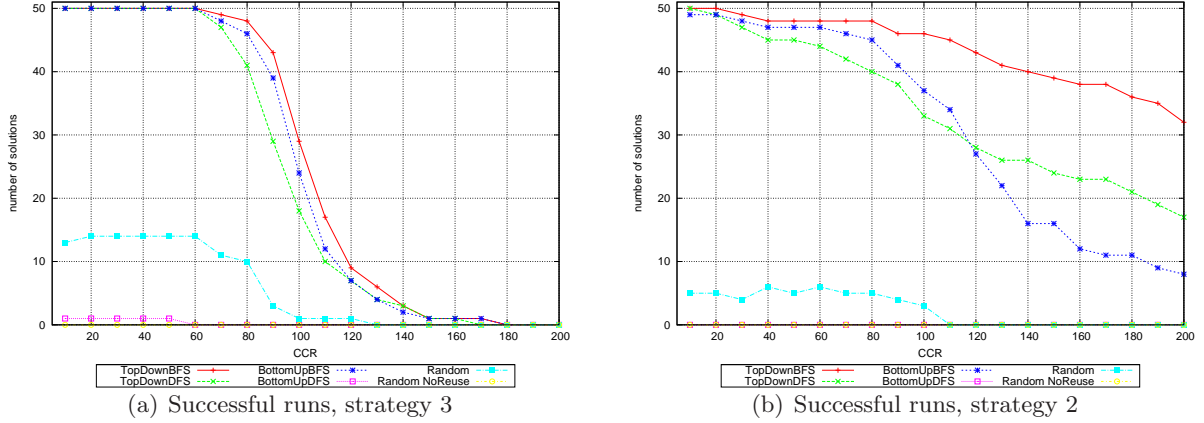 50
40
30
20
10
0
number of solutions
20 40 60 80 100 120 140 160 180 200
CCR
TopDownBFS BottomUpBFS Random
TopDownDFS BottomUpDFS Random NoReuse
(a) Successful runs, strategy 3
50
40
30
20
10
0
number of solutions
20 40 60 80 100 120 140 160 180 200
CCR
TopDownBFS BottomUpBFS Random
TopDownDFS BottomUpDFS Random NoReuse
(b) Successful runs, strategy 2